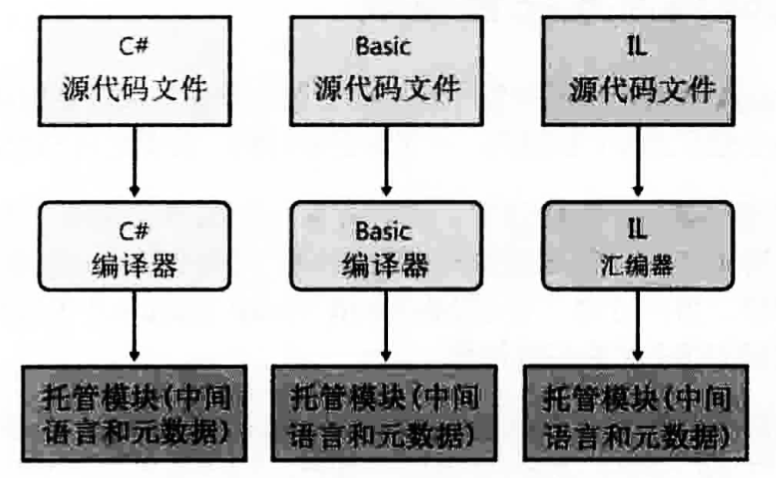 C#
源代码文件
Basic
源代码文件
IL
源代码文件
C#
编译器
Basic
编译器
IL
汇编器
托管模块(中间
语言和元数据)
托管模块(中间
语言和元数据)
托管模块(中间
语言和元数据)